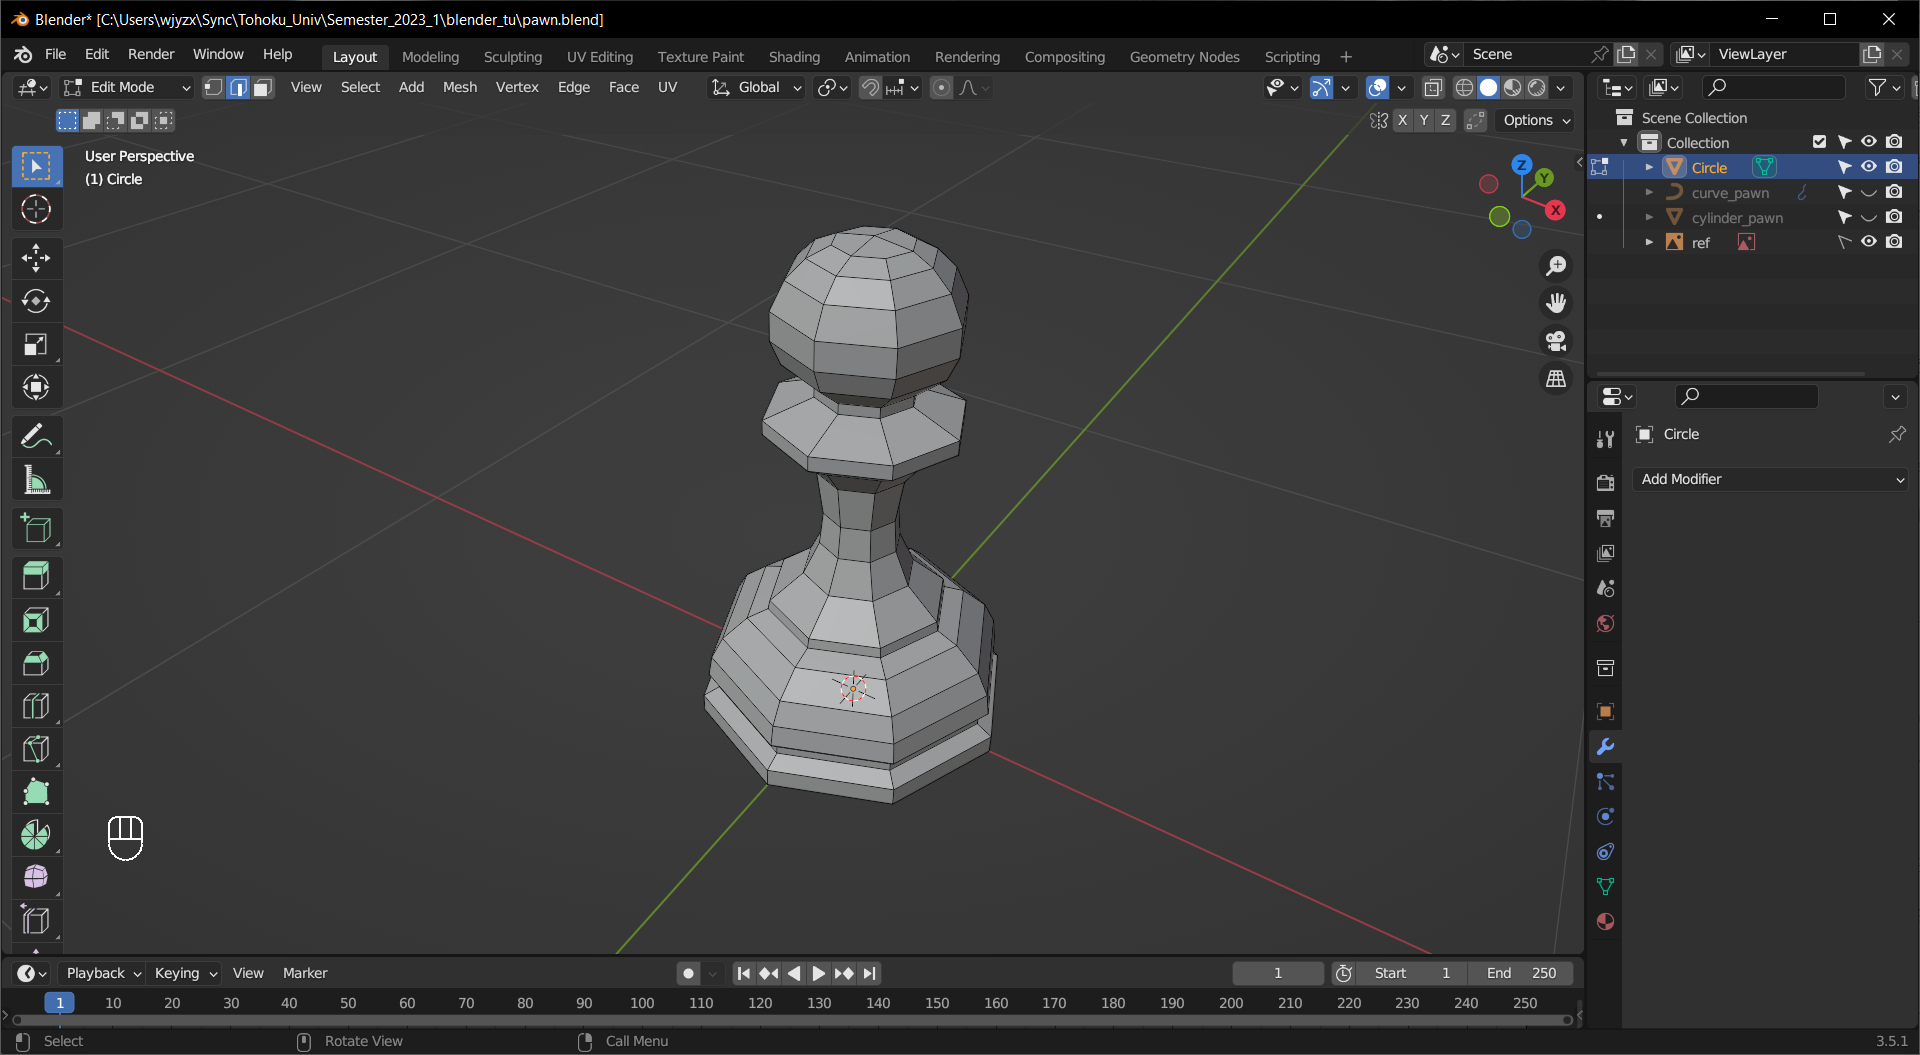 Blender* [C:\Users\wjyzx\Sync\Tohoku_Univ\Semester_2023_1\blender_tu\pawn.blend]
File Edit Render Window Help Layout Modeling Sculpting UV Editing Texture Paint Shading Animation Rendering Compositing Geometry Nodes Scripting + Scene ViewLayer
Edit Mode View Select Add Mesh Vertex Edge Face UV Global
X Y Z Options
User Perspective
(1) Circle
Z
Y
X
Scene Collection
Collection
Circle
curve_pawn
cylinder_pawn
ref
Circle
Add Modifier
Playback Keying View Marker 1 Start 1 End 250
1 10 20 30 40 50 60 70 80 90 100 110 120 130 140 150 160 170 180 190 200 210 220 230 240 250
Select Rotate View Call Menu 3.5.1